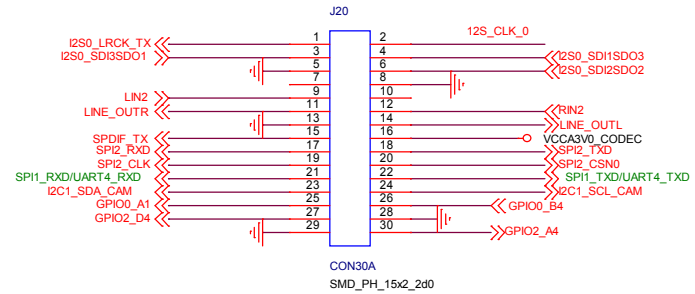 J20
I2S0_LRCK_TX 1 2 12S_CLK_0
I2S0_SDI3SDO1 3 4 I2S0_SDI1SDO3
5 6 I2S0_SDI2SDO2
7 8
LIN2 9 10
LINE_OUTR 11 12 RIN2
13 14 LINE_OUTL
SPDIF_TX 15 16 VCCA3V0_CODEC
SPI2_RXD 17 18 SPI2_TXD
SPI2_CLK 19 20 SPI2_CSN0
SPI1_RXD/UART4_RXD 21 22 SPI1_TXD/UART4_TXD
I2C1_SDA_CAM 23 24 I2C1_SCL_CAM
GPIO0_A1 25 26 GPIO0_B4
GPIO2_D4 27 28
29 30 GPIO2_A4
CON30A
SMD_PH_15x2_2d0